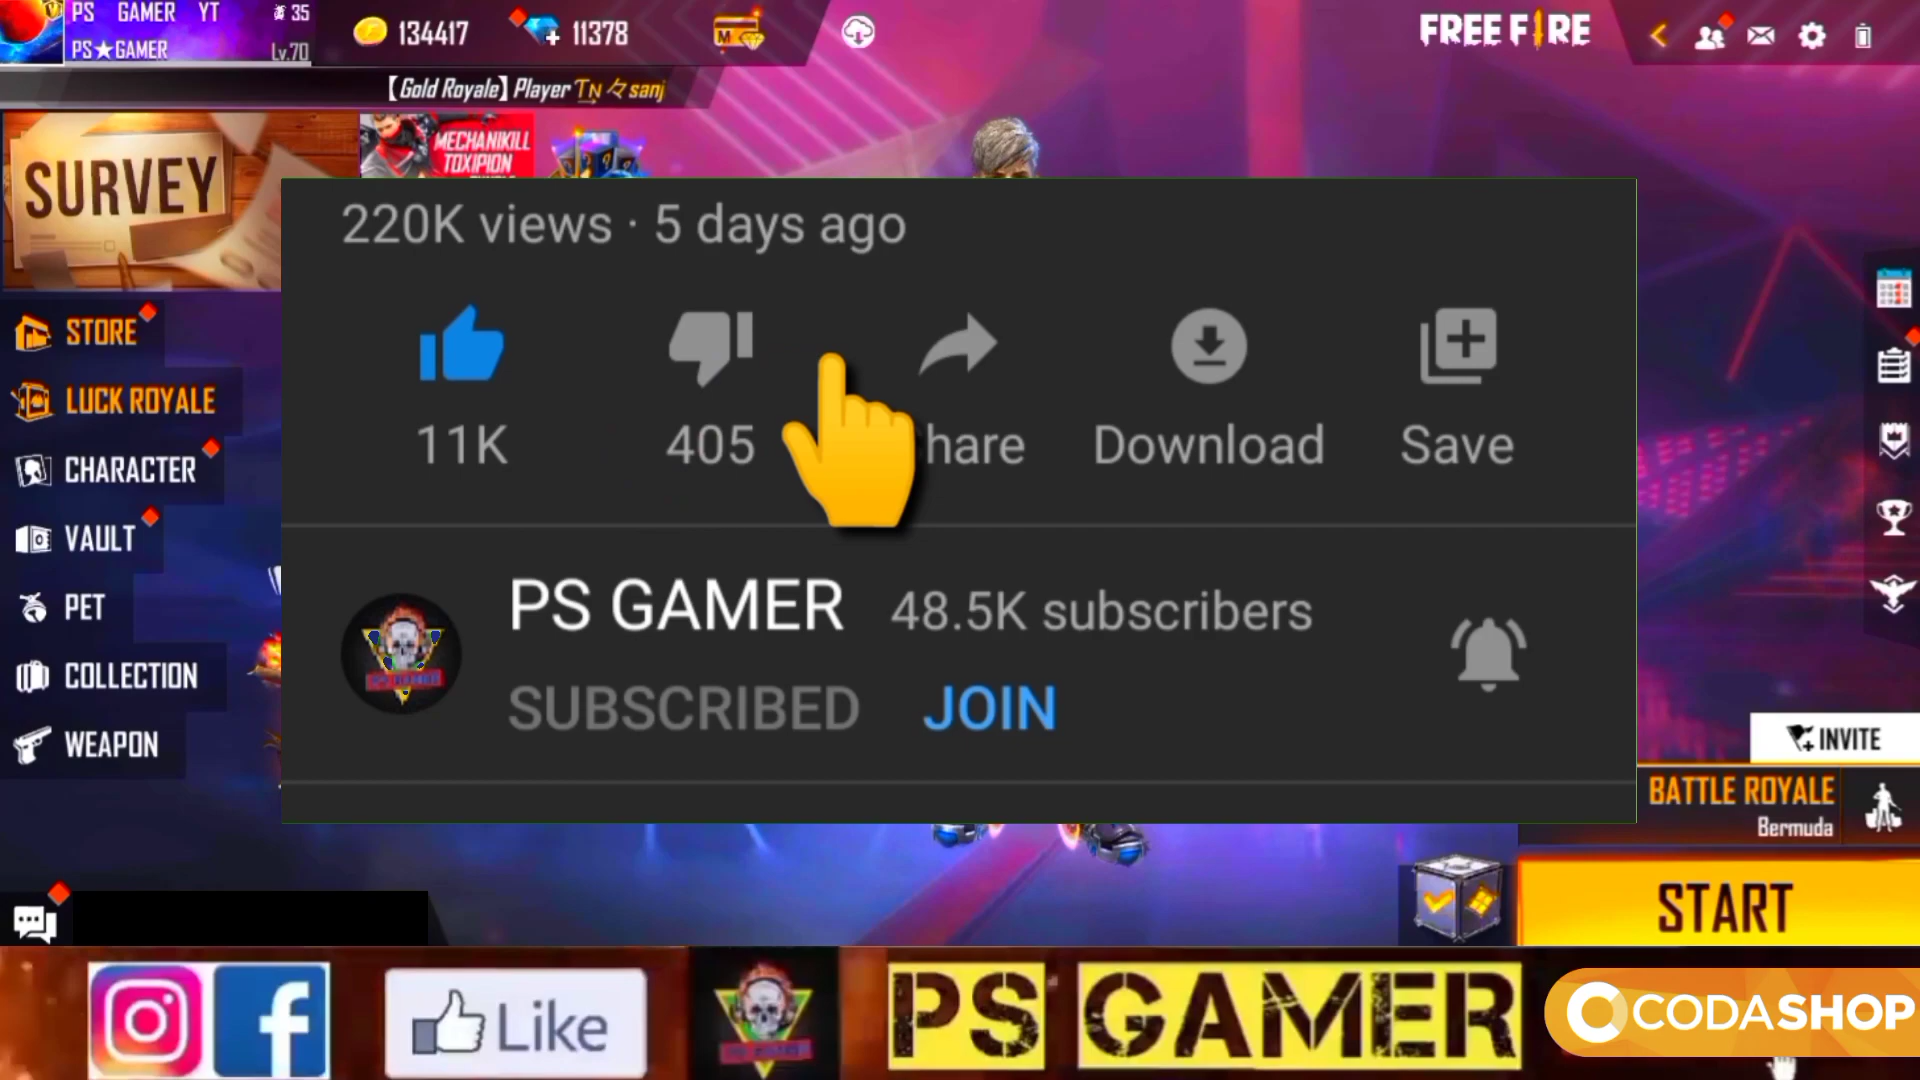 PS GAMER YT
35
PS★GAMER
Lv.70
134417
11378
M
FREE FIRE
【Gold Royale】Player TN々sanj
SURVEY
MECHANIKILL
TOXIPION
220K views · 5 days ago
11K
405
hare
Download
Save
PS GAMER
48.5K subscribers
SUBSCRIBED
JOIN
STORE
LUCK ROYALE
CHARACTER
VAULT
PET
COLLECTION
WEAPON
INVITE
BATTLE ROYALE
Bermuda
START
Like
PS GAMER
CODASHOP